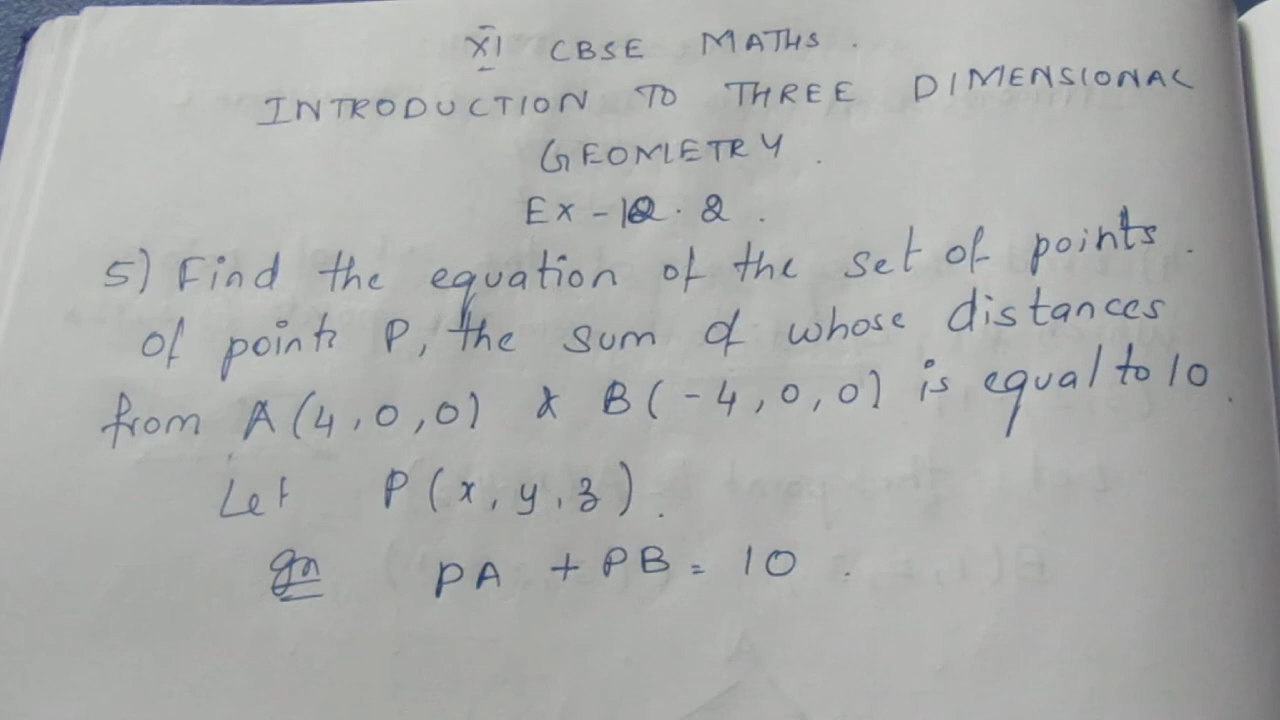 XI CBSE MATHS.
INTRODUCTION TO THREE DIMENSIONAL
GEOMETRY.
Ex - 12.2.
5) Find the equation of the set of points.
of points P, the sum of whose distances
from A(4,0,0) & B(-4,0,0) is equal to 10.
Let P(x,y,z).
gn PA + PB = 10.